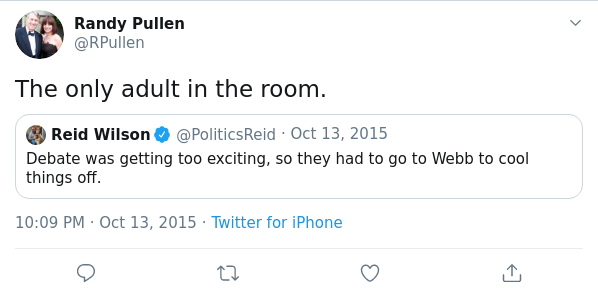 Randy Pullen
@RPullen
The only adult in the room.
Reid Wilson @PoliticsReid · Oct 13, 2015
Debate was getting too exciting, so they had to go to Webb to cool
things off.
10:09 PM · Oct 13, 2015 · Twitter for iPhone